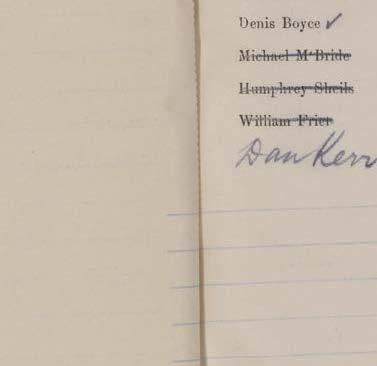 Denis Boyce ✓
Michael M'Bride
Humphrey Sheils
William Frier
Dan Kerr